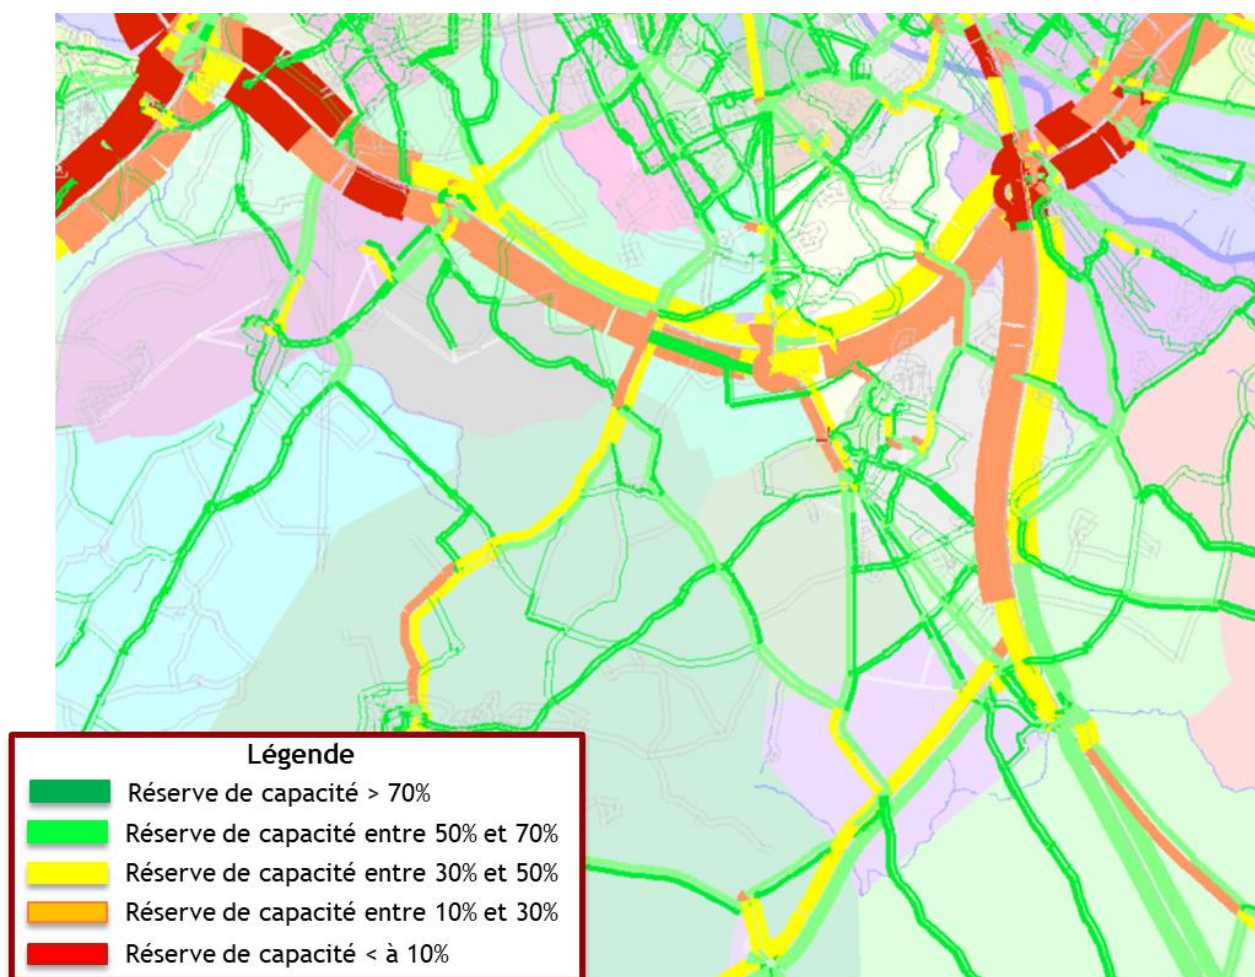 Légende
Réserve de capacité > 70%
Réserve de capacité entre 50% et 70%
Réserve de capacité entre 30% et 50%
Réserve de capacité entre 10% et 30%
Réserve de capacité < à 10%